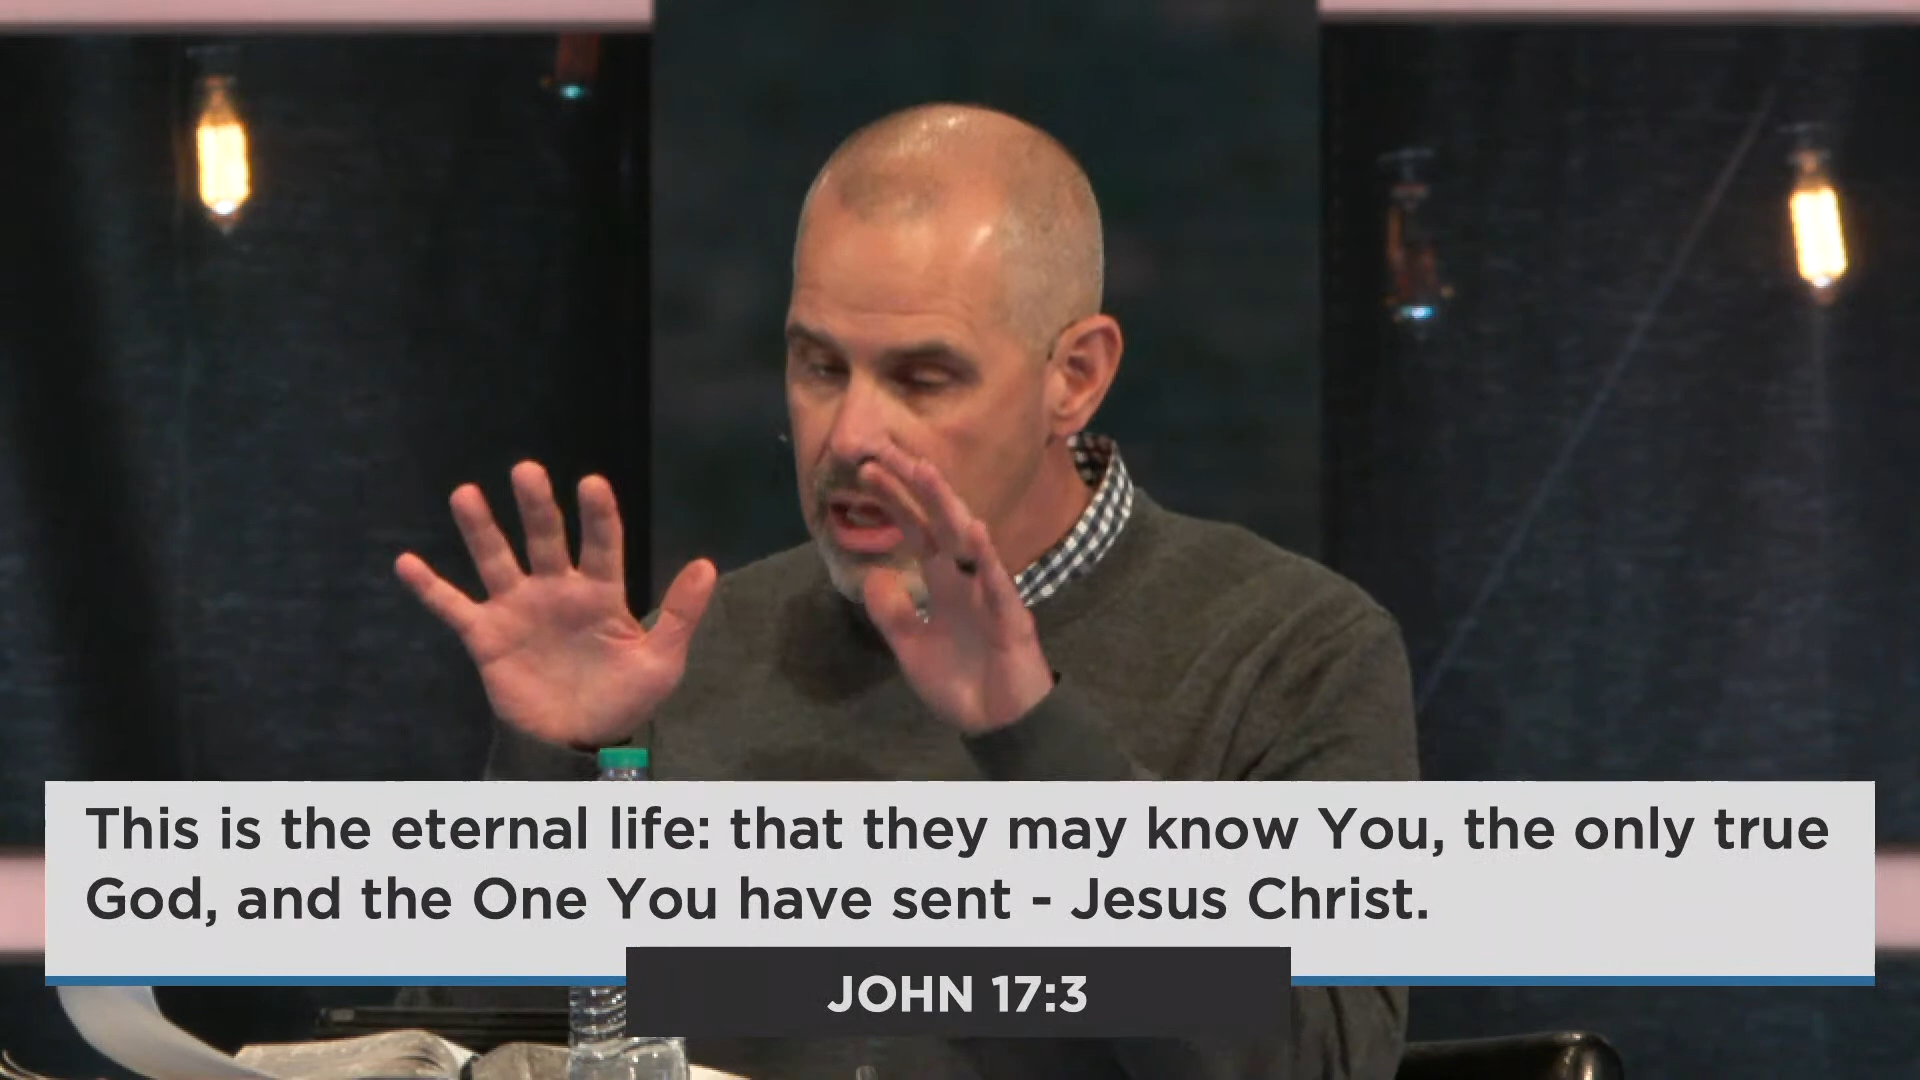 This is the eternal life: that they may know You, the only true
God, and the One You have sent - Jesus Christ.
JOHN 17:3